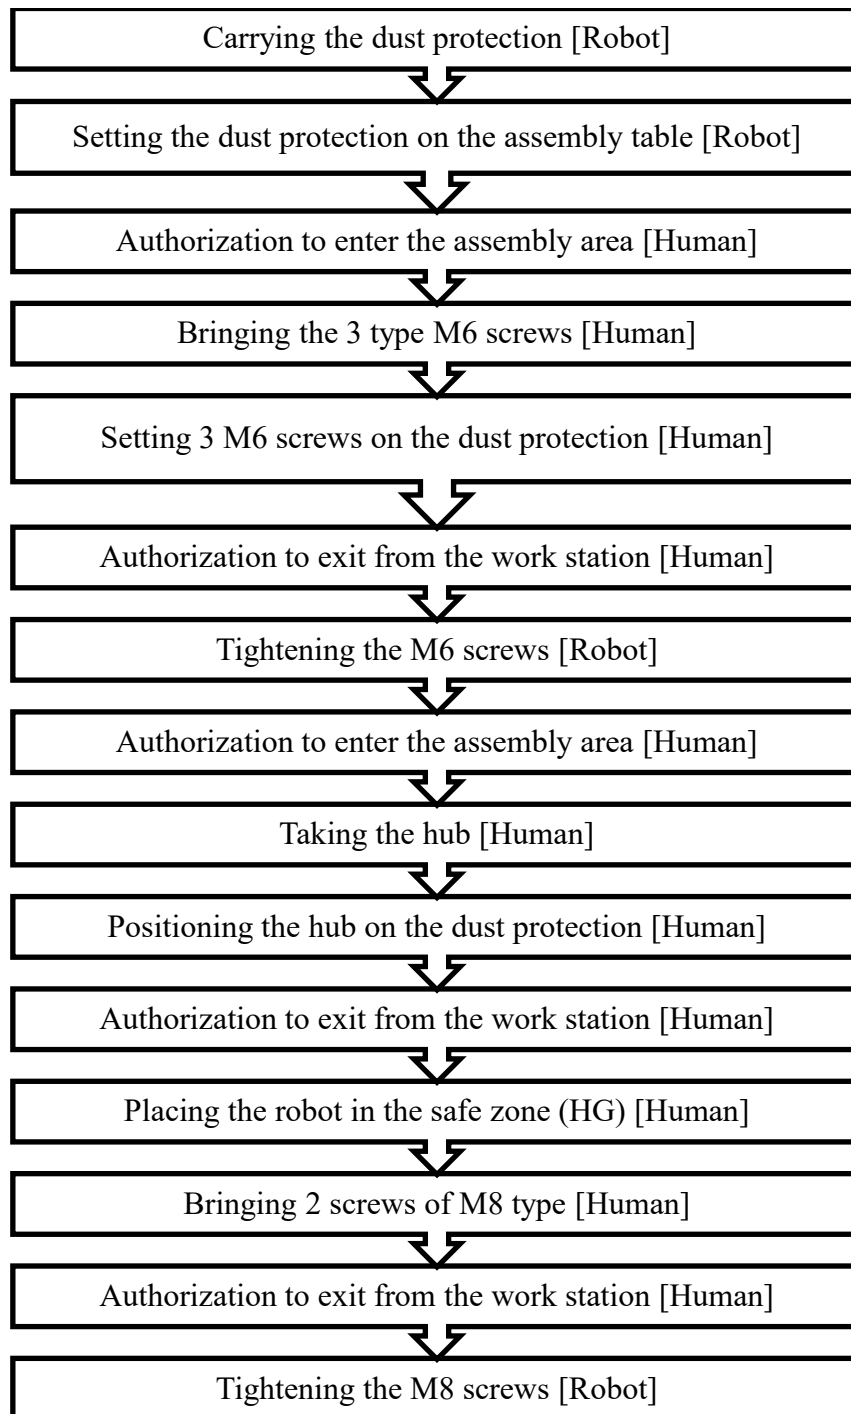 Carrying the dust protection [Robot]
Setting the dust protection on the assembly table [Robot]
Authorization to enter the assembly area [Human]
Bringing the 3 type M6 screws [Human]
Setting 3 M6 screws on the dust protection [Human]
Authorization to exit from the work station [Human]
Tightening the M6 screws [Robot]
Authorization to enter the assembly area [Human]
Taking the hub [Human]
Positioning the hub on the dust protection [Human]
Authorization to exit from the work station [Human]
Placing the robot in the safe zone (HG) [Human]
Bringing 2 screws of M8 type [Human]
Authorization to exit from the work station [Human]
Tightening the M8 screws [Robot]